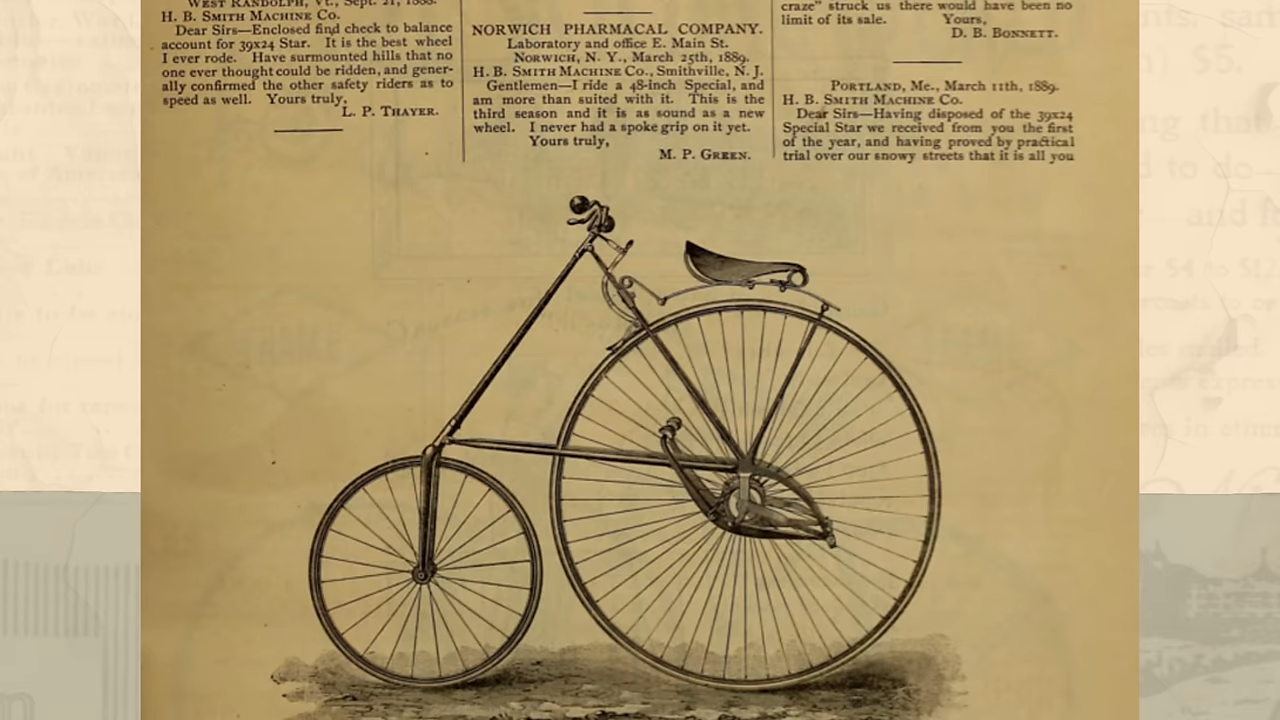 WEST RANDOLPH, Vt., Sept. 21, 1888.
H. B. SMITH MACHINE CO.
Dear Sirs—Enclosed find check to balance
account for 39x24 Star. It is the best wheel
I ever rode. Have surmounted hills that no
one ever thought could be ridden, and gener-
ally confirmed the other safety riders as to
speed as well. Yours truly,
L. P. THAYER.
NORWICH PHARMACAL COMPANY.
Laboratory and office E. Main St.
NORWICH, N. Y., March 25th, 1889.
H. B. SMITH MACHINE CO., Smithville, N. J.
Gentlemen—I ride a 48-inch Special, and
am more than suited with it. This is the
third season and it is as sound as a new
wheel. I never had a spoke grip on it yet.
Yours truly,
M. P. GREEN.
craze" struck us there would have been no
limit of its sale. Yours,
D. B. BONNETT.
PORTLAND, Me., March 11th, 1889.
H. B. SMITH MACHINE CO.
Dear Sirs—Having disposed of the 39x24
Special Star we received from you the first
of the year, and having proved by practical
trial over our snowy streets that it is all you